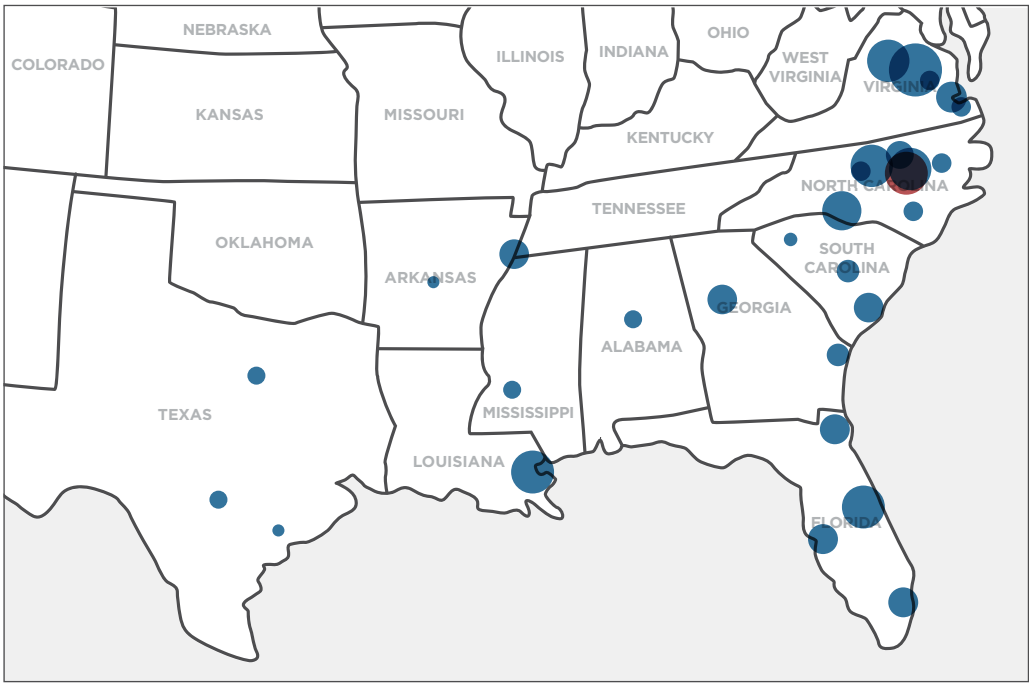 NEBRASKA
OHIO
COLORADO
ILLINOIS
INDIANA
WEST
VIRGINIA
VIRGINIA
KANSAS
MISSOURI
KENTUCKY
NORTH CAROLINA
TENNESSEE
OKLAHOMA
SOUTH
CAROLINA
ARKANSAS
GEORGIA
ALABAMA
TEXAS
MISSISSIPPI
LOUISIANA
FLORIDA